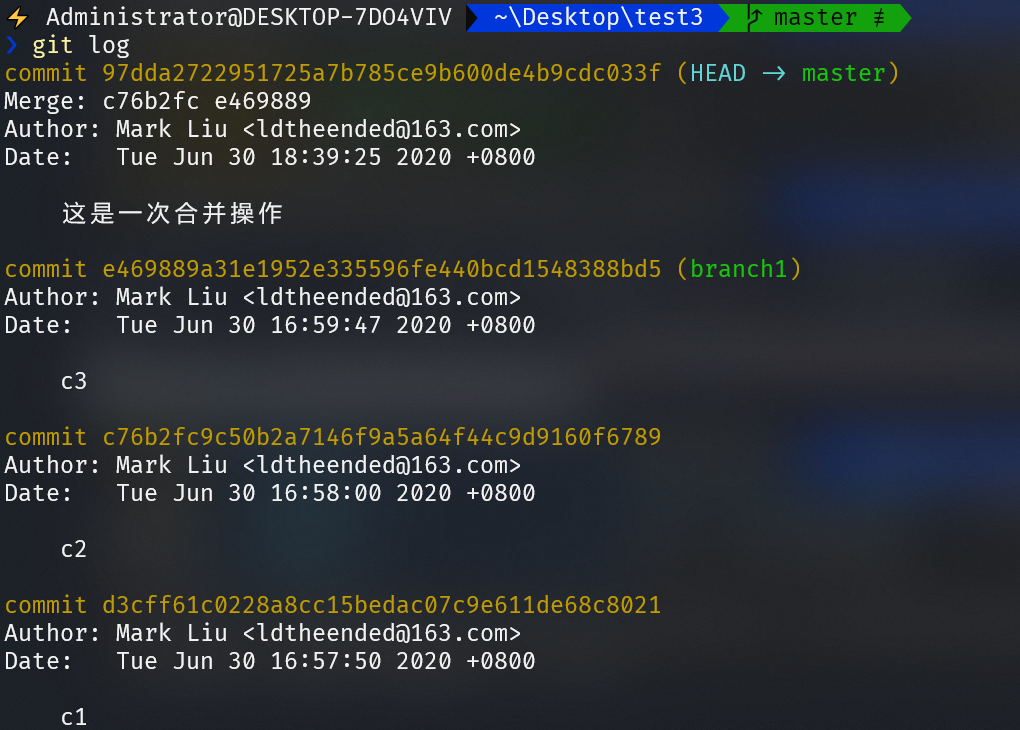 ⚡ Administrator@DESKTOP-7DO4VIV ~\Desktop\test3 master ≢
❯ git log
commit 97dda2722951725a7b785ce9b600de4b9cdc033f (HEAD -> master)
Merge: c76b2fc e469889
Author: Mark Liu <ldtheended@163.com>
Date:   Tue Jun 30 18:39:25 2020 +0800
    这是一次合并操作
commit e469889a31e1952e335596fe440bcd1548388bd5 (branch1)
Author: Mark Liu <ldtheended@163.com>
Date:   Tue Jun 30 16:59:47 2020 +0800
    c3
commit c76b2fc9c50b2a7146f9a5a64f44c9d9160f6789
Author: Mark Liu <ldtheended@163.com>
Date:   Tue Jun 30 16:58:00 2020 +0800
    c2
commit d3cff61c0228a8cc15bedac07c9e611de68c8021
Author: Mark Liu <ldtheended@163.com>
Date:   Tue Jun 30 16:57:50 2020 +0800
    c1